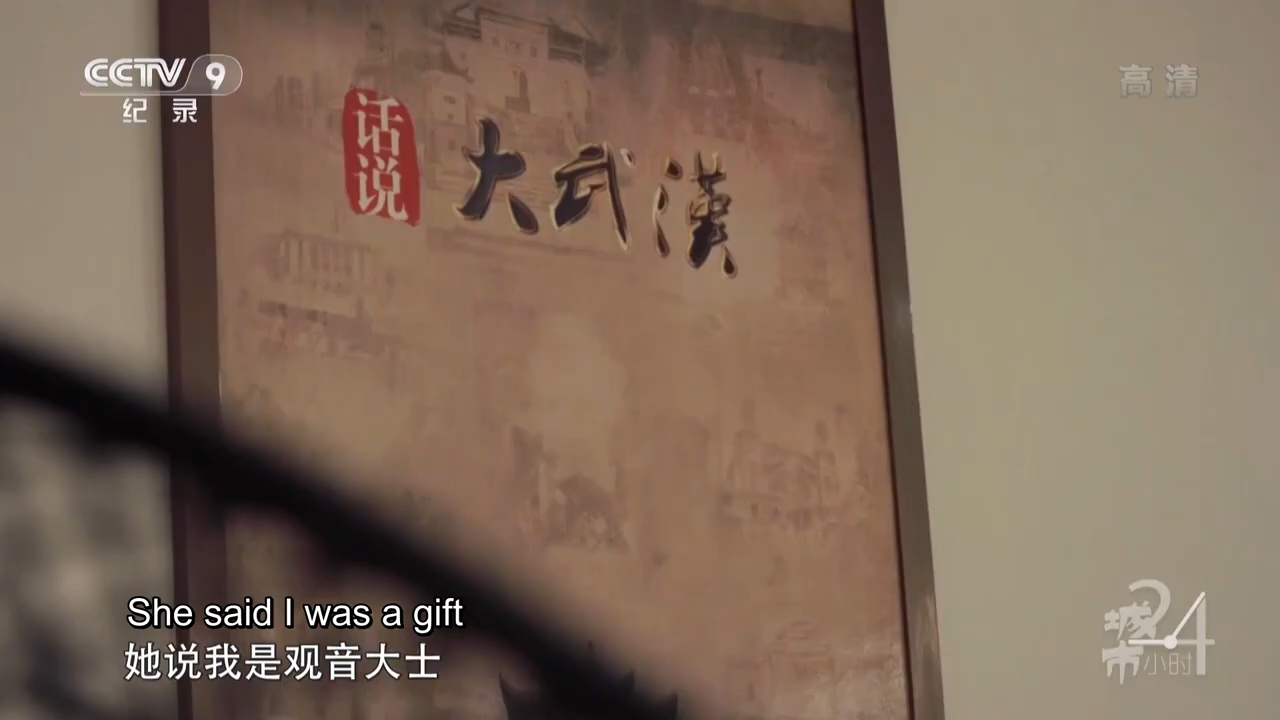 CCTV 9
纪录
高清
话说
大武漢
She said I was a gift
她说我是观音大士
城市24小时